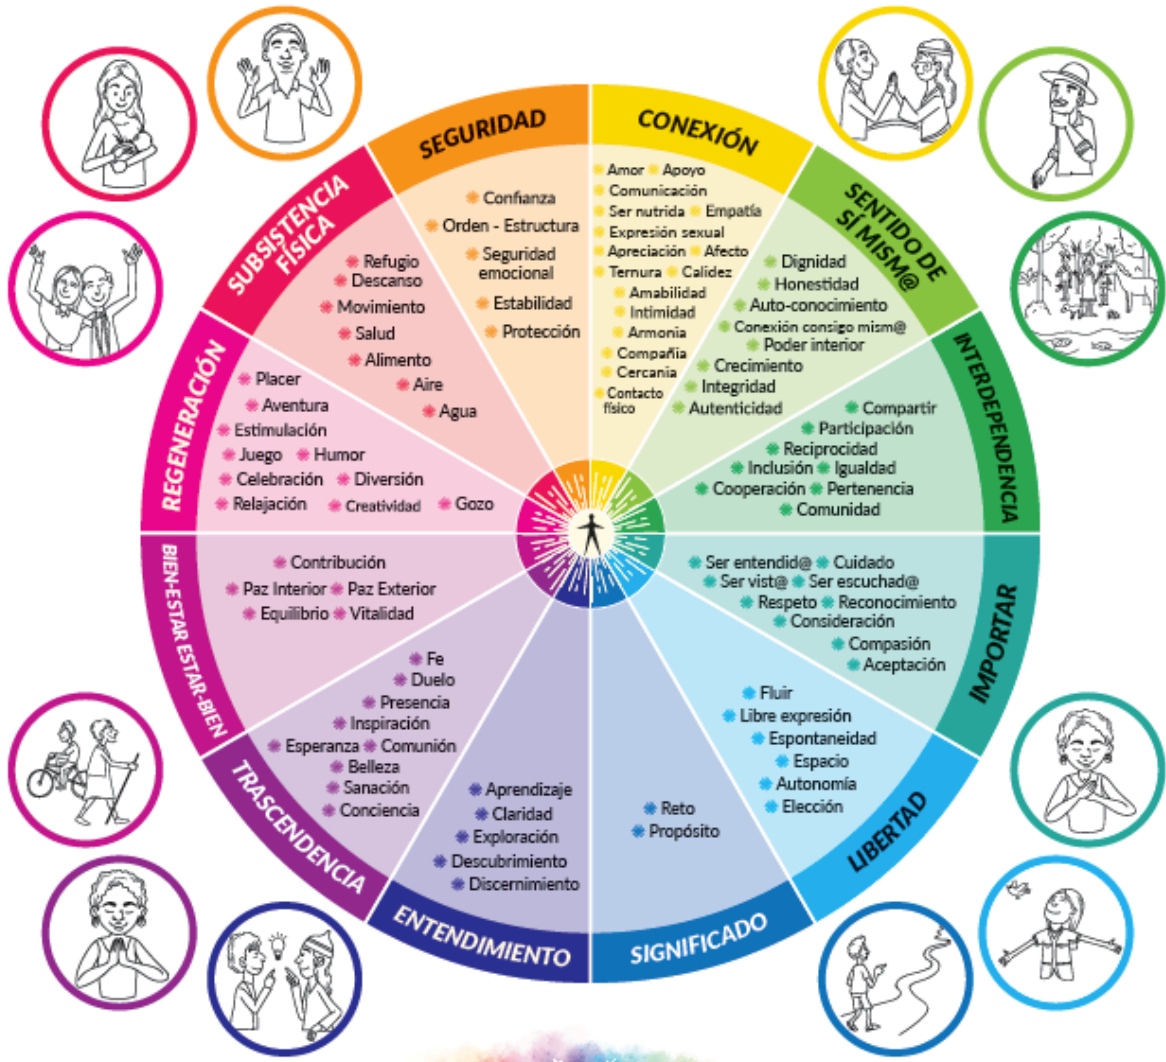 SEGURIDAD
Confianza
Orden - Estructura
Seguridad
emocional
Estabilidad
Protección
CONEXIÓN
Amor Apoyo
Comunicación
Ser nutrida Empatía
Expresión sexual
Apreciación Afecto
Ternura Calidez
Amabilidad
Intimidad
Armonia
Compañia
Cercania
Contacto
físico
SENTIDO DE
SÍ MISM@
Dignidad
Honestidad
Auto-conocimiento
Conexión consigo mism@
Poder interior
Crecimiento
Integridad
Autenticidad
INTERDEPENDENCIA
Compartir
Participación
Reciprocidad
Inclusión Igualdad
Cooperación Pertenencia
Comunidad
IMPORTAR
Ser entendid@ Cuidado
Ser vist@ Ser escuchad@
Respeto Reconocimiento
Consideración
Compasión
Aceptación
LIBERTAD
Fluir
Libre expresión
Espontaneidad
Espacio
Autonomía
Elección
SIGNIFICADO
Reto
Propósito
ENTENDIMIENTO
Aprendizaje
Claridad
Exploración
Descubrimiento
Discernimiento
TRASCENDENCIA
Fe
Duelo
Presencia
Inspiración
Esperanza Comunión
Belleza
Sanación
Conciencia
BIEN-ESTAR ESTAR-BIEN
Contribución
Paz Interior Paz Exterior
Equilibrio Vitalidad
REGENERACIÓN
Placer
Aventura
Estimulación
Juego Humor
Celebración Diversión
Relajación Creatividad Gozo
SUBSISTENCIA
FÍSICA
Refugio
Descanso
Movimiento
Salud
Alimento
Aire
Agua